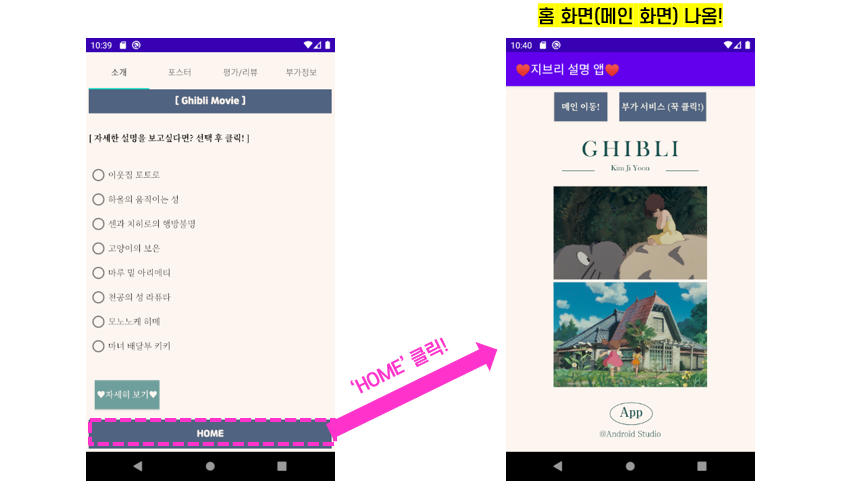 홈 화면(메인 화면) 나옴!
10:39
소개 포스터 평가/리뷰 부가정보
[ Ghibli Movie ]
[ 자세한 설명을 보고싶다면? 선택 후 클릭! ]
이웃집 토토로
하울의 움직이는 성
센과 치히로의 행방불명
고양이의 보은
마루 밑 아리에티
천공의 성 라퓨타
모노노케 히메
마녀 배달부 키키
♥자세히 보기♥
HOME
'HOME' 클릭!
10:40
❤️지브리 설명 앱❤️
메인 이동! 부가 서비스 (꾹 클릭!)
GHIBLI
Kim Ji Yoon
App
@Android Studio